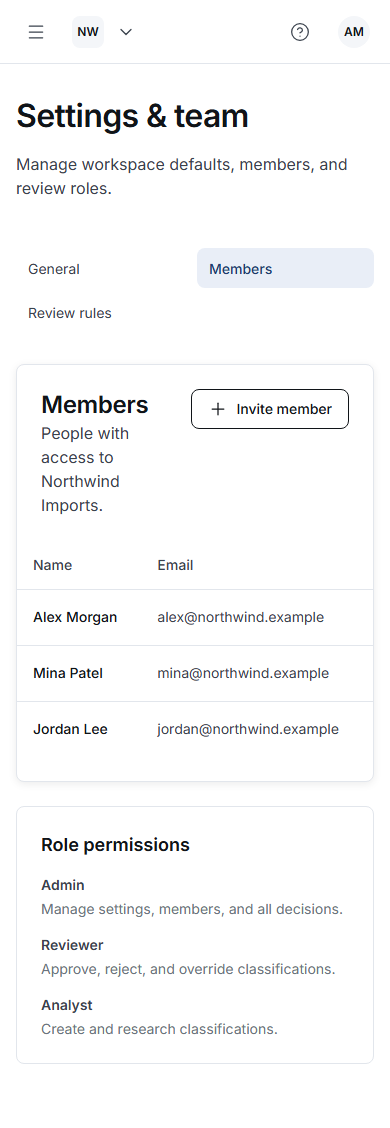 NW
AM
Settings & team
Manage workspace defaults, members, and
review roles.
General
Members
Review rules
Members
Invite member
People with
access to
Northwind
Imports.
Name Email
Alex Morgan alex@northwind.example
Mina Patel mina@northwind.example
Jordan Lee jordan@northwind.example
Role permissions
Admin
Manage settings, members, and all decisions.
Reviewer
Approve, reject, and override classifications.
Analyst
Create and research classifications.